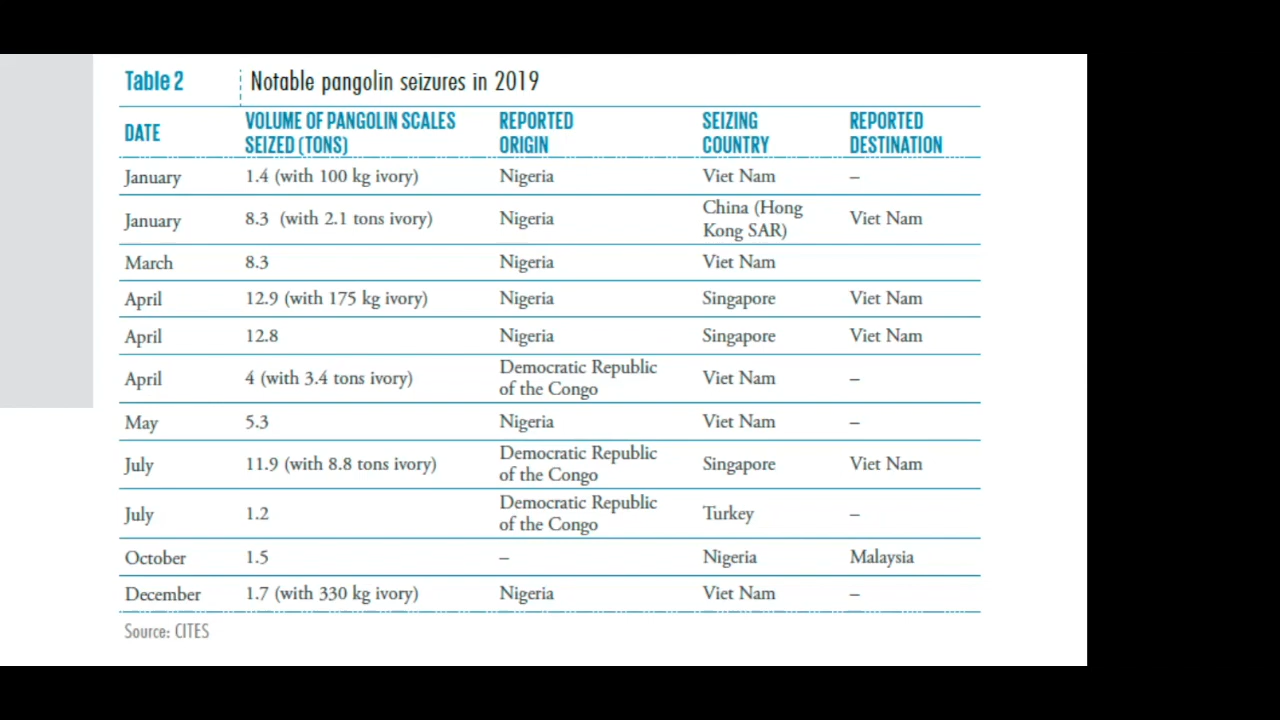 Table 2 Notable pangolin seizures in 2019
DATE VOLUME OF PANGOLIN SCALES SEIZED (TONS) REPORTED ORIGIN SEIZING COUNTRY REPORTED DESTINATION
January 1.4 (with 100 kg ivory) Nigeria Viet Nam –
January 8.3 (with 2.1 tons ivory) Nigeria China (Hong Kong SAR) Viet Nam
March 8.3 Nigeria Viet Nam
April 12.9 (with 175 kg ivory) Nigeria Singapore Viet Nam
April 12.8 Nigeria Singapore Viet Nam
April 4 (with 3.4 tons ivory) Democratic Republic of the Congo Viet Nam –
May 5.3 Nigeria Viet Nam –
July 11.9 (with 8.8 tons ivory) Democratic Republic of the Congo Singapore Viet Nam
July 1.2 Democratic Republic of the Congo Turkey –
October 1.5 – Nigeria Malaysia
December 1.7 (with 330 kg ivory) Nigeria Viet Nam –
Source: CITES